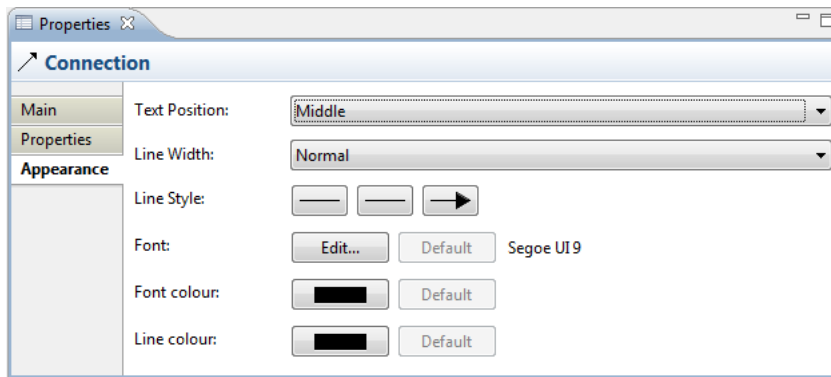 Properties
Connection
Main
Properties
Appearance
Text Position: Middle
Line Width: Normal
Line Style:
Font: Edit... Default Segoe UI 9
Font colour: Default
Line colour: Default